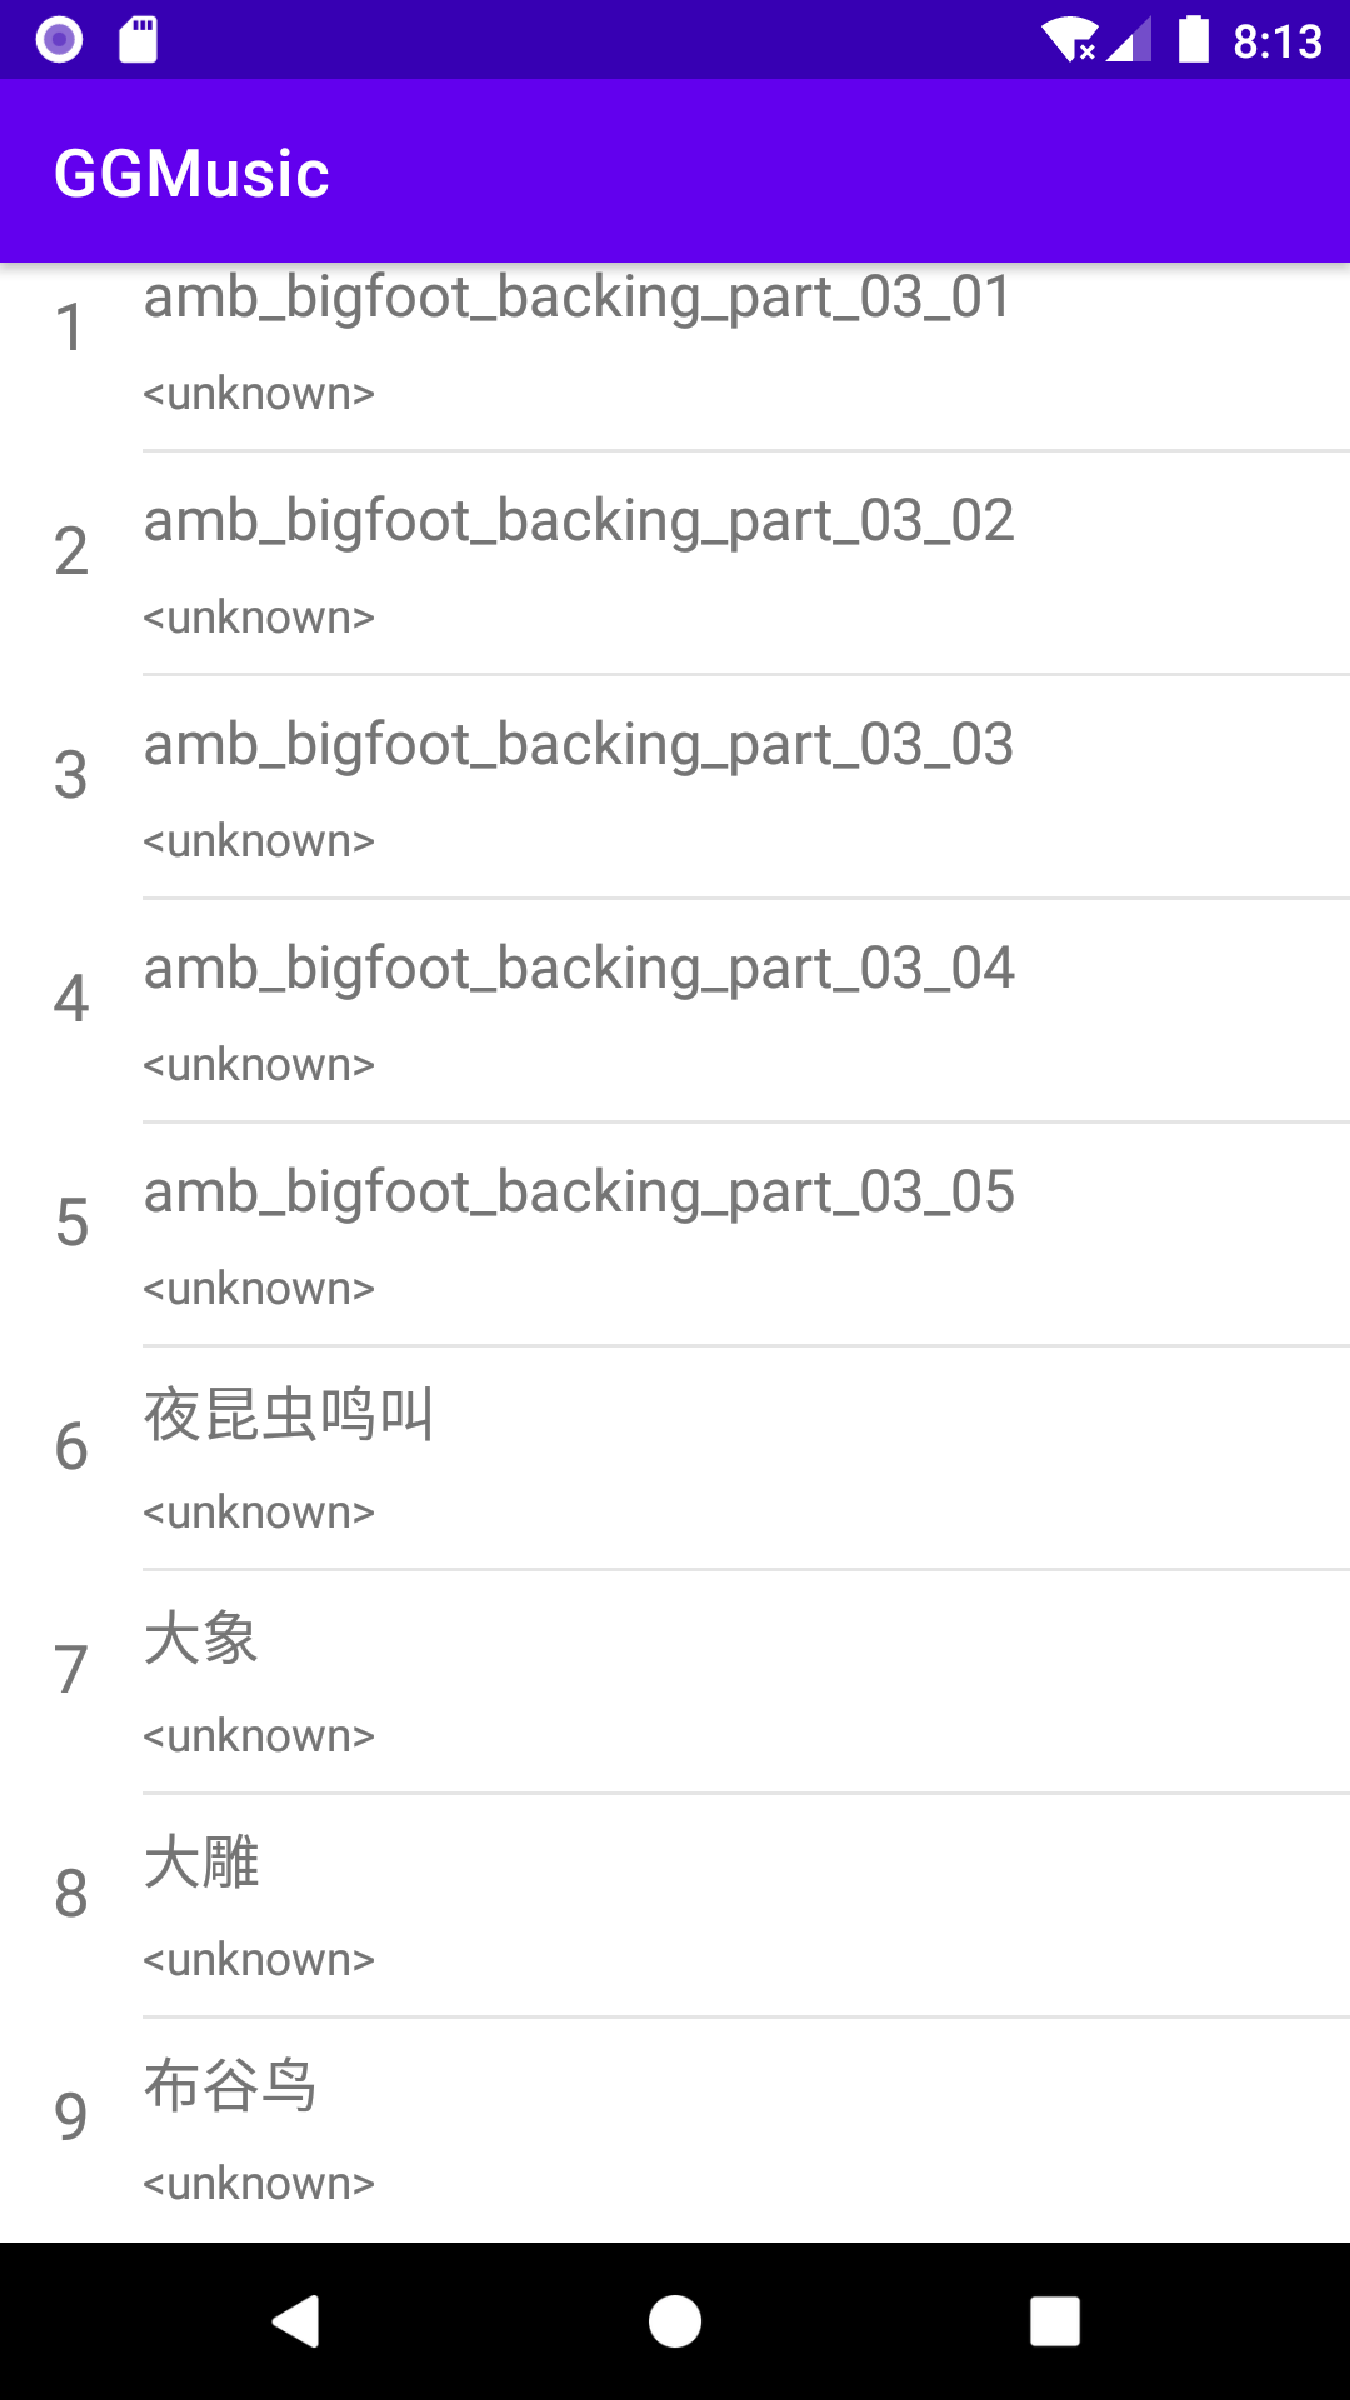 8:13
GGMusic
1
amb_bigfoot_backing_part_03_01
<unknown>
2
amb_bigfoot_backing_part_03_02
<unknown>
3
amb_bigfoot_backing_part_03_03
<unknown>
4
amb_bigfoot_backing_part_03_04
<unknown>
5
amb_bigfoot_backing_part_03_05
<unknown>
6
夜昆虫鸣叫
<unknown>
7
大象
<unknown>
8
大雕
<unknown>
9
布谷鸟
<unknown>